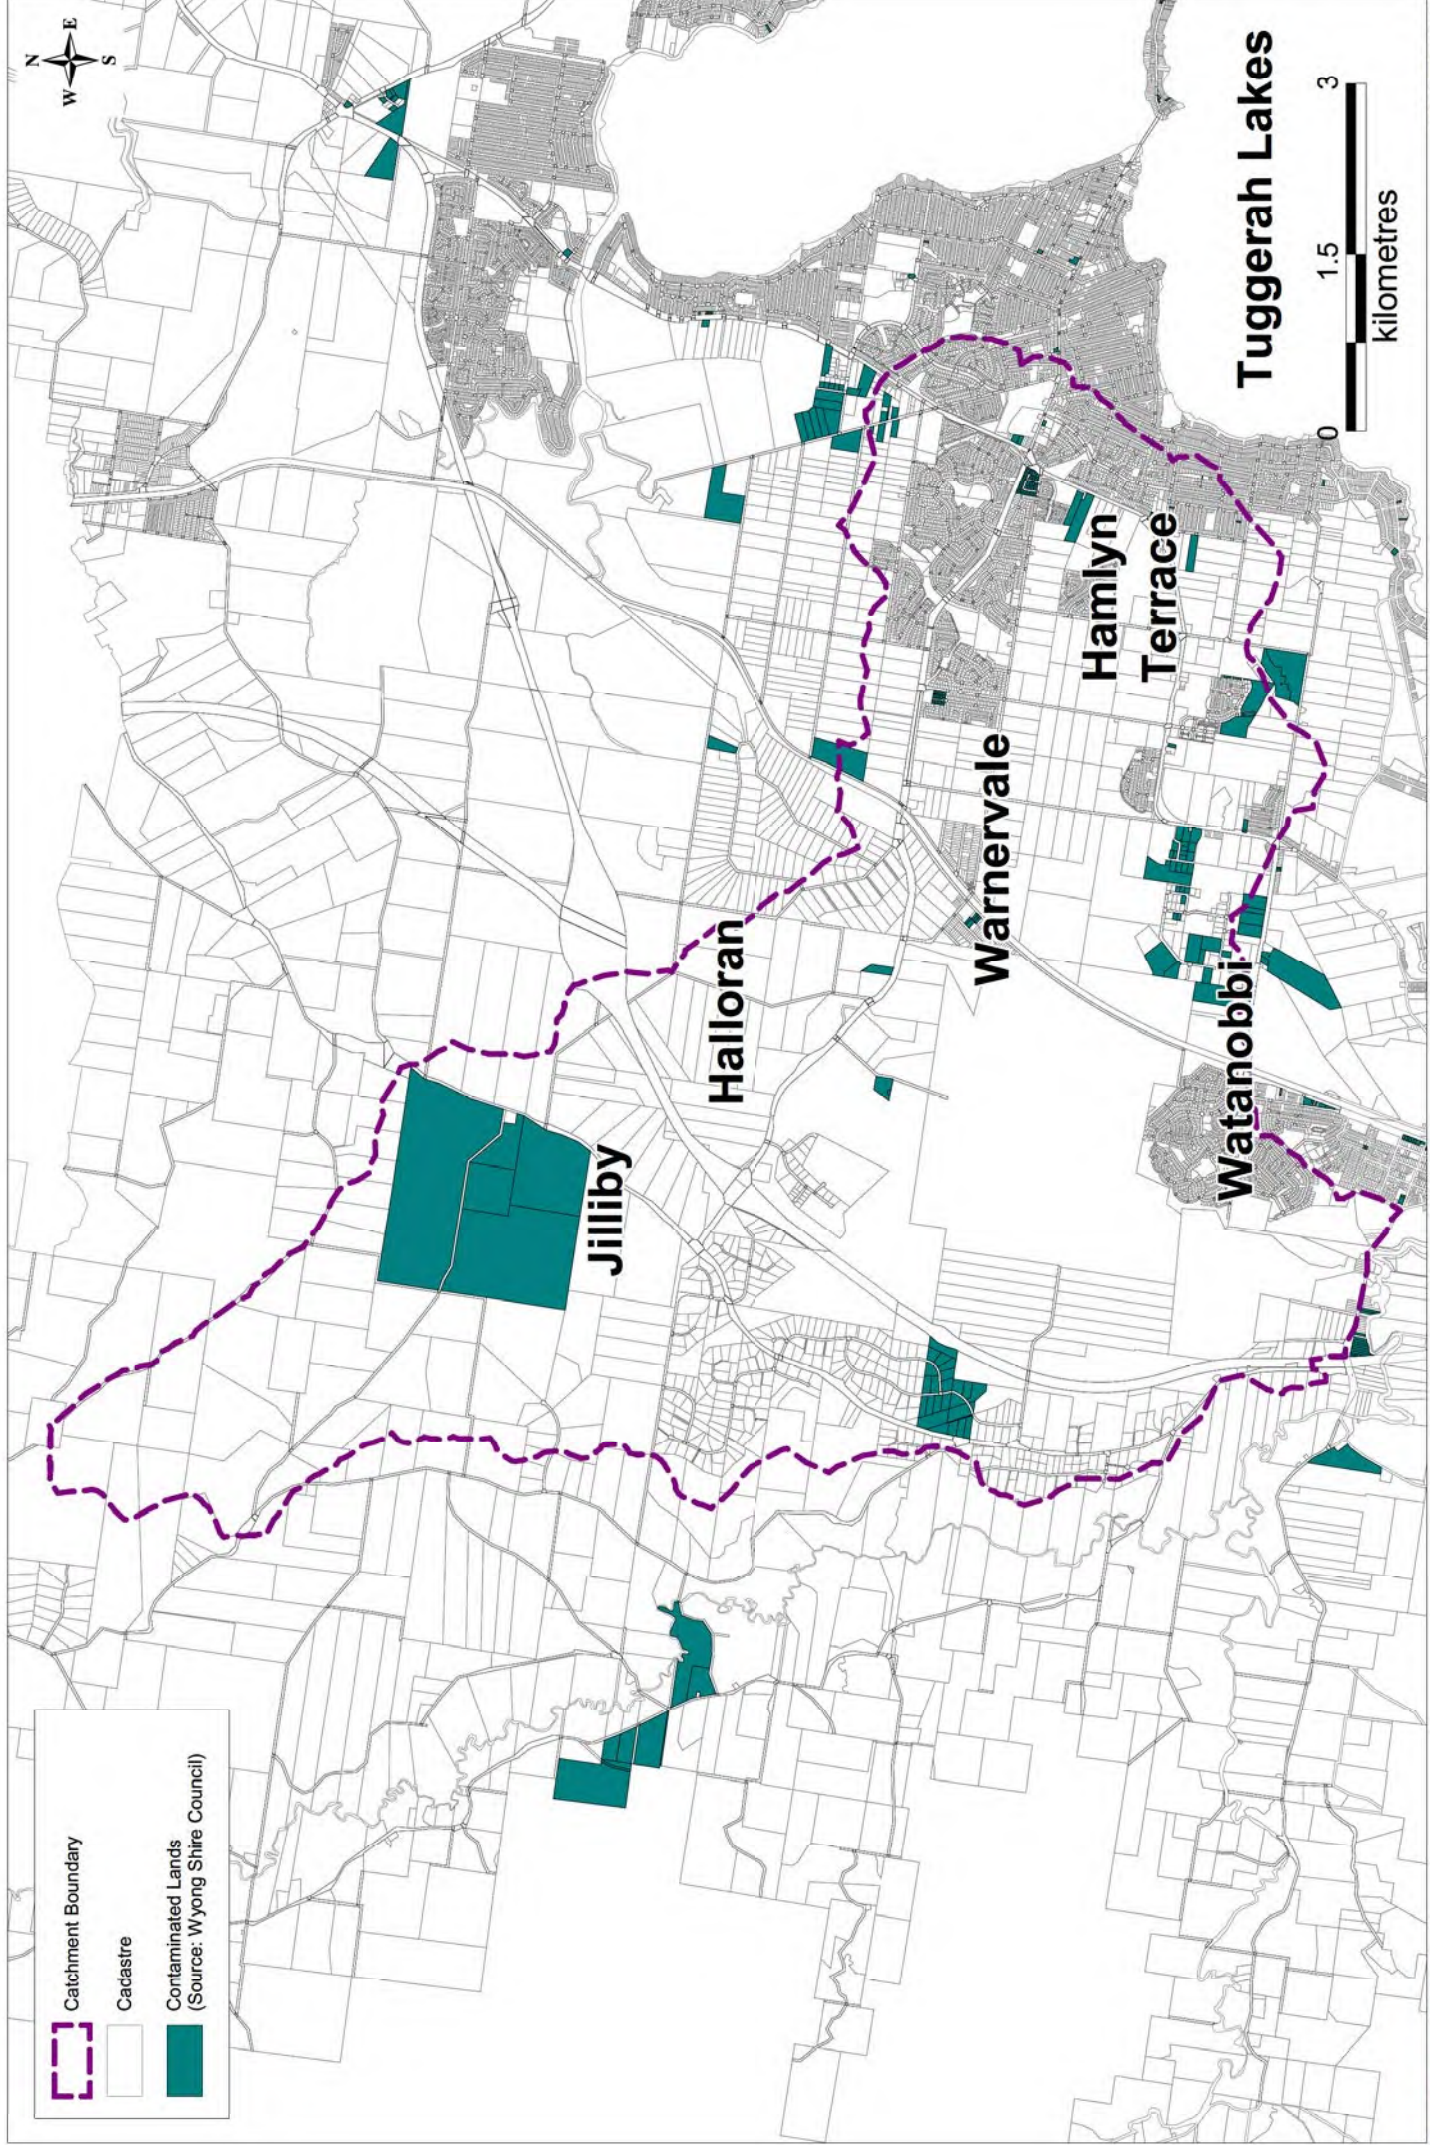 Catchment Boundary
Cadastre
Contaminated Lands
(Source: Wyong Shire Council)
N
W
E
S
Jilliby
Halloran
Warnervale
Hamlyn
Terrace
Watanobbi
Tuggerah Lakes
0
1.5
3
kilometres